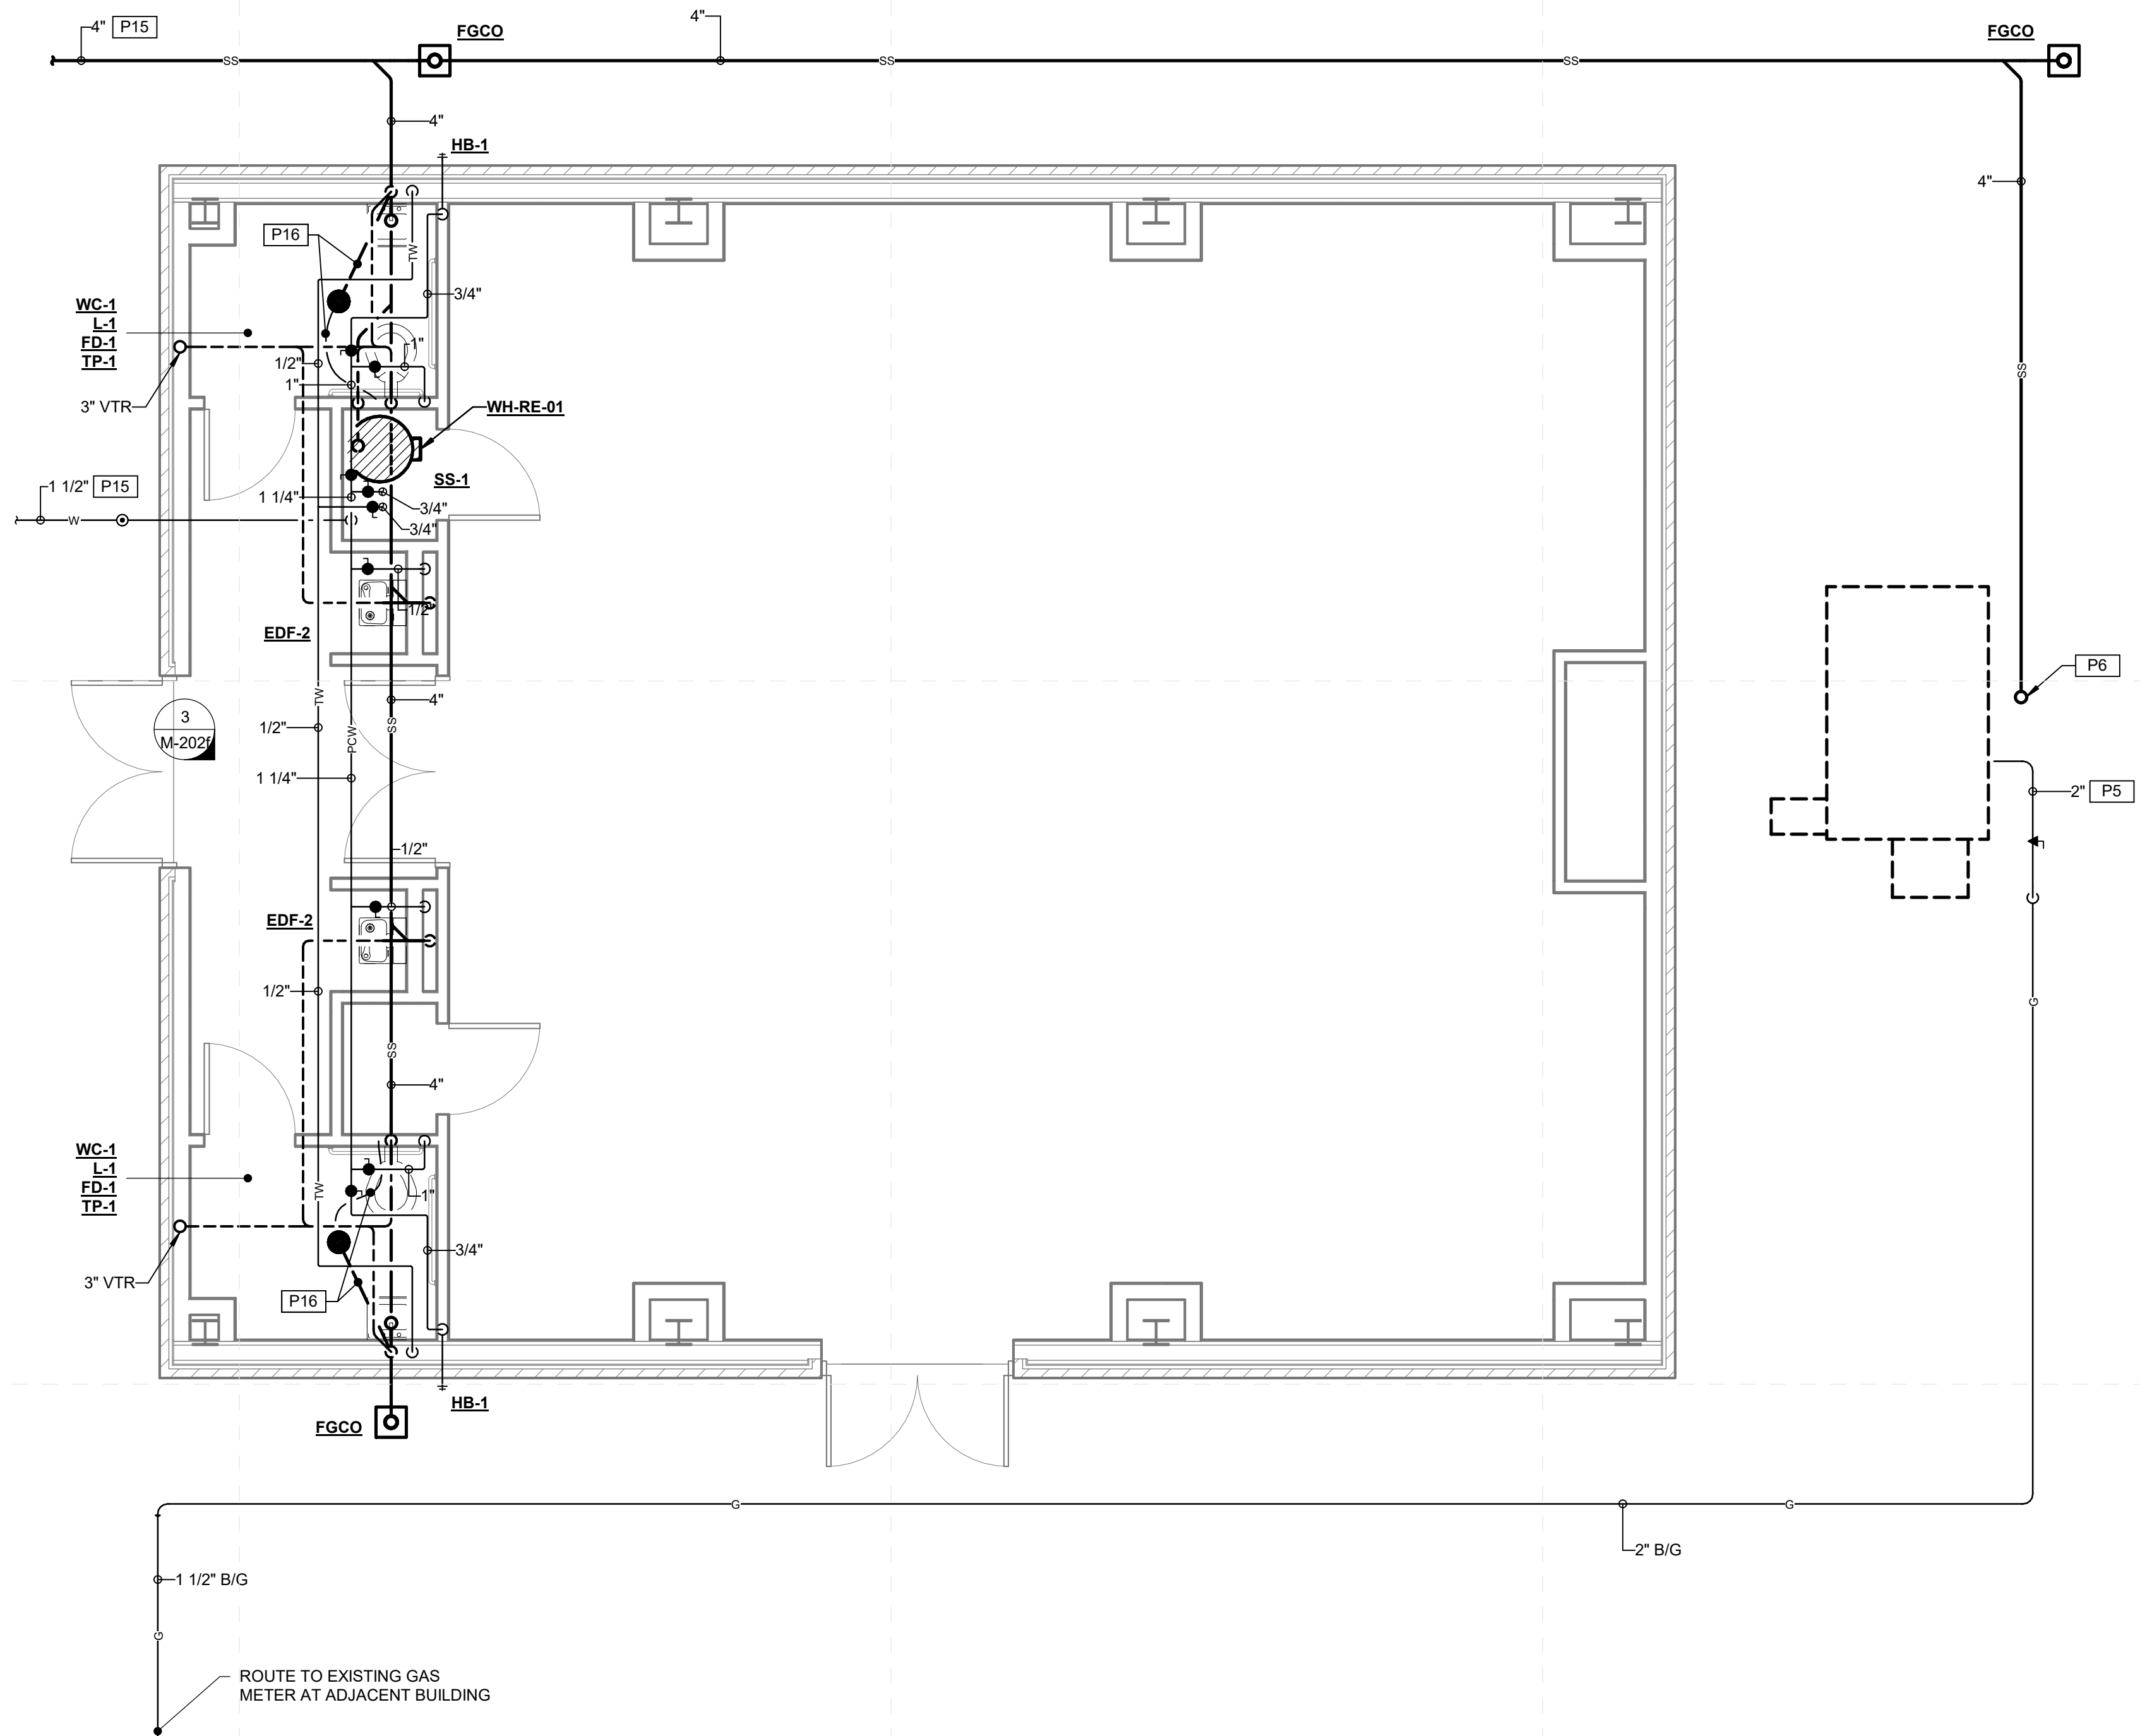 4" P15
FGCO
4"
FGCO
SS
SS
SS
4"
HB-1
4"
P16
TW
3/4"
WC-1
L-1
FD-1
TP-1
1/2"
1"
1"
SS
3" VTR
WH-RE-01
1 1/2" P15
SS-1
1 1/4"
3/4"
W
3/4"
1/2"
EDF-2
P6
TW
4"
3
M-202f
1/2"
PCW
SS
1 1/4"
2" P5
1/2"
EDF-2
1/2"
G
SS
4"
WC-1
L-1
FD-1
TP-1
TW
1"
3/4"
3" VTR
P16
HB-1
FGCO
G
G
2" B/G
1 1/2" B/G
G
ROUTE TO EXISTING GAS
METER AT ADJACENT BUILDING